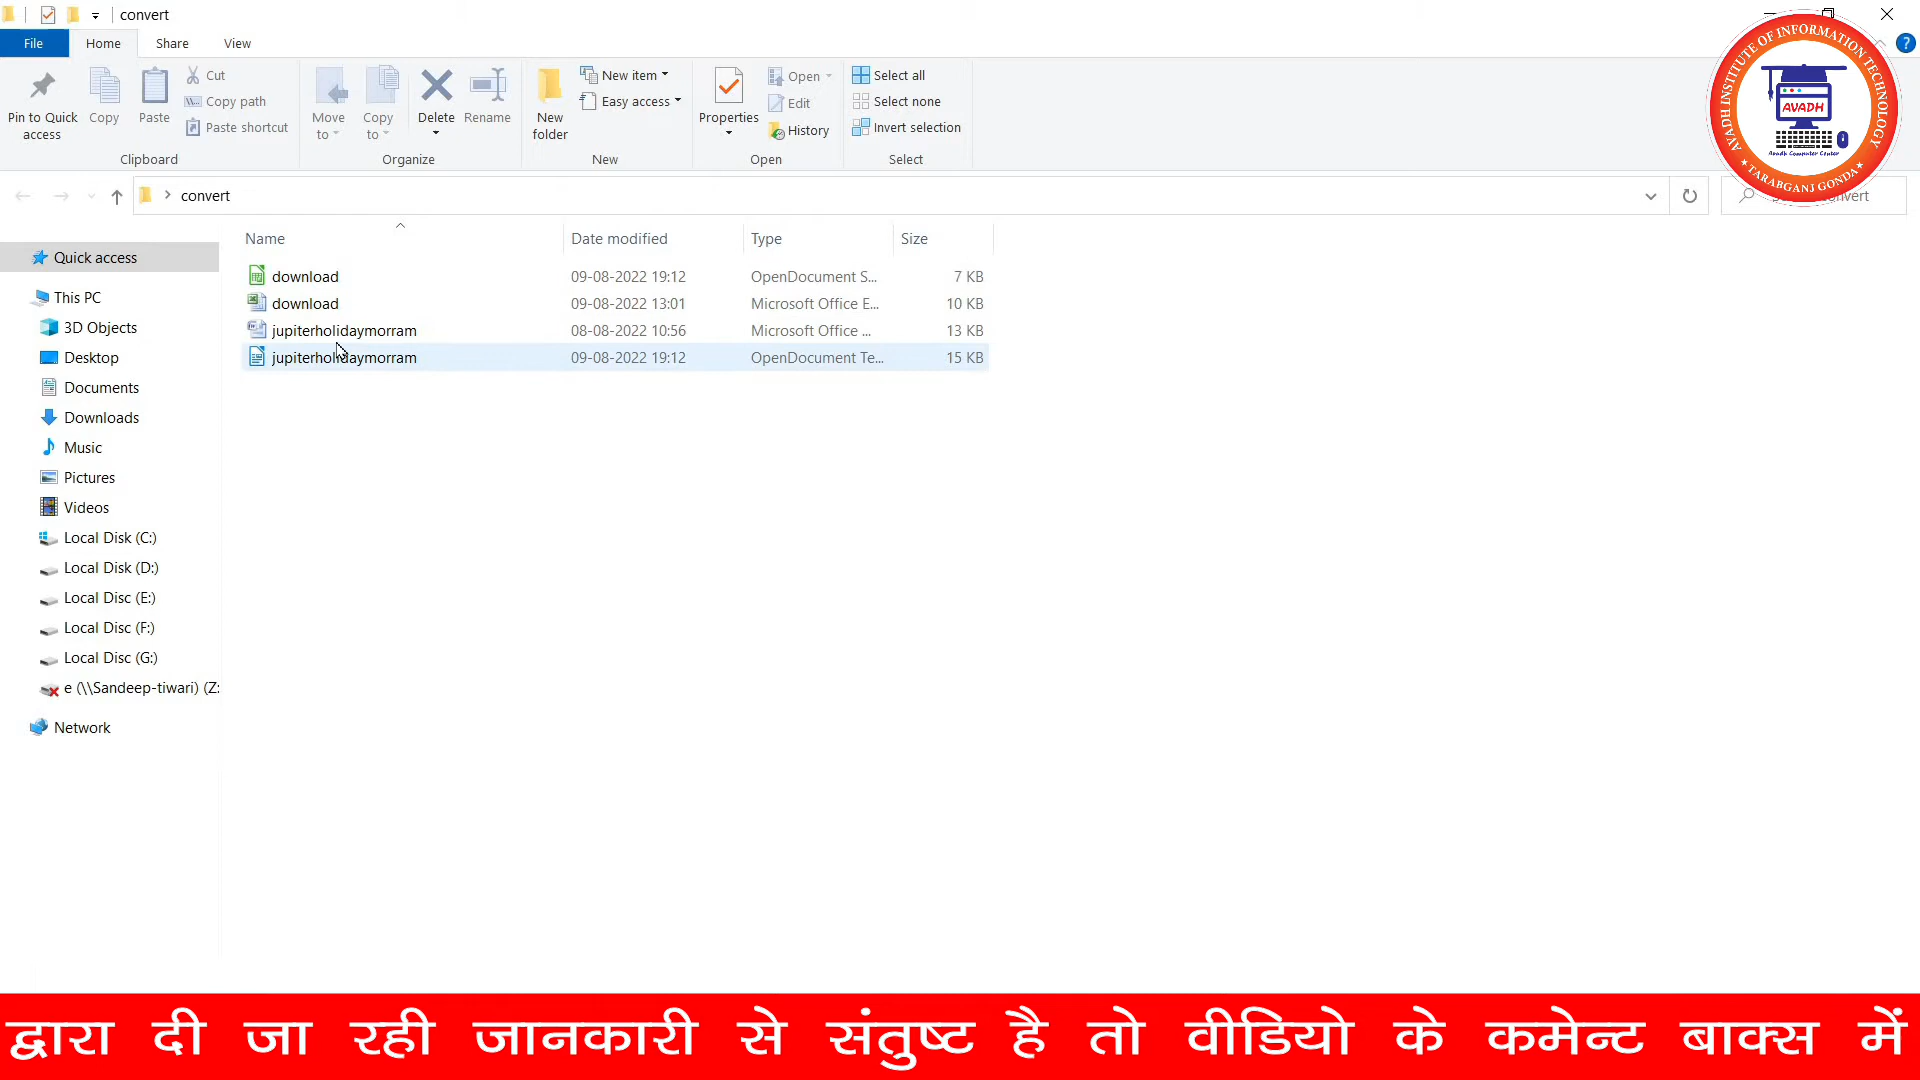 convert
File Home Share View
Pin to Quick access
Copy
Paste
Cut
Copy path
Paste shortcut
Clipboard
Move to
Copy to
Delete
Rename
Organize
New folder
New item
Easy access
New
Properties
Open
Edit
History
Open
Select all
Select none
Invert selection
Select
AVADH INSTITUTE OF INFORMATION TECHNOLOGY
AVADH
Avadh Computer Center
★ TARABGANJ GONDA ★
convert
Name Date modified Type Size
download 09-08-2022 19:12 OpenDocument S... 7 KB
download 09-08-2022 13:01 Microsoft Office E... 10 KB
jupiterholidaymorram 08-08-2022 10:56 Microsoft Office ... 13 KB
jupiterholidaymorram 09-08-2022 19:12 OpenDocument Te... 15 KB
Quick access
This PC
3D Objects
Desktop
Documents
Downloads
Music
Pictures
Videos
Local Disk (C:)
Local Disk (D:)
Local Disc (E:)
Local Disc (F:)
Local Disc (G:)
e (\\Sandeep-tiwari) (Z:
Network
द्वारा दी जा रही जानकारी से संतुष्ट है तो वीडियो के कमेन्ट बाक्स में